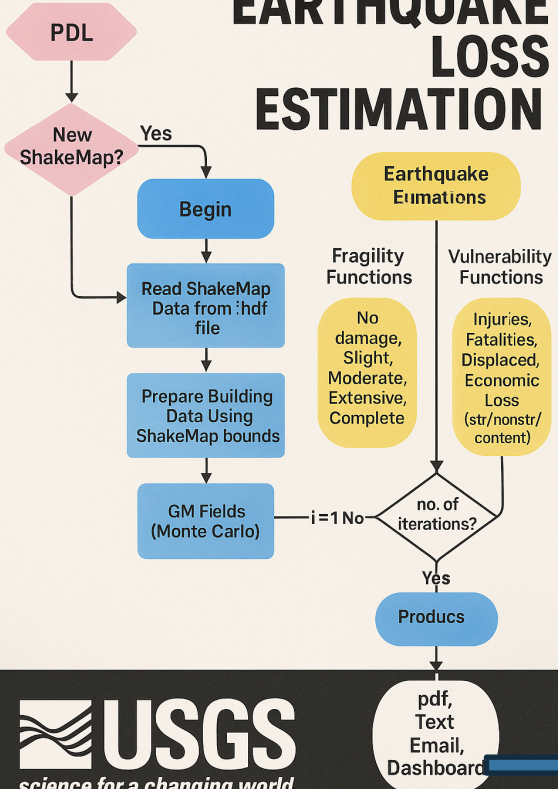 EARTHQUAKE
LOSS
ESTIMATION
PDL
New
ShakeMap?
Yes
Begin
Read ShakeMap
Data from :hdf
file
Prepare Building
Data Using
ShakeMap bounds
GM Fields
(Monte Carlo)
i=1 No
Earthquake
Fragility
Functions
No
damage,
Slight,
Moderate,
Extensive,
Complete
Vulnerability
Functions
Injuries,
Fatalities,
Displaced,
Economic
Loss
(str/nonstr/
content)
no. of
iterations?
Yes
Producs
pdf,
Text
Email,
Dashboard
USGS
science for a changing world